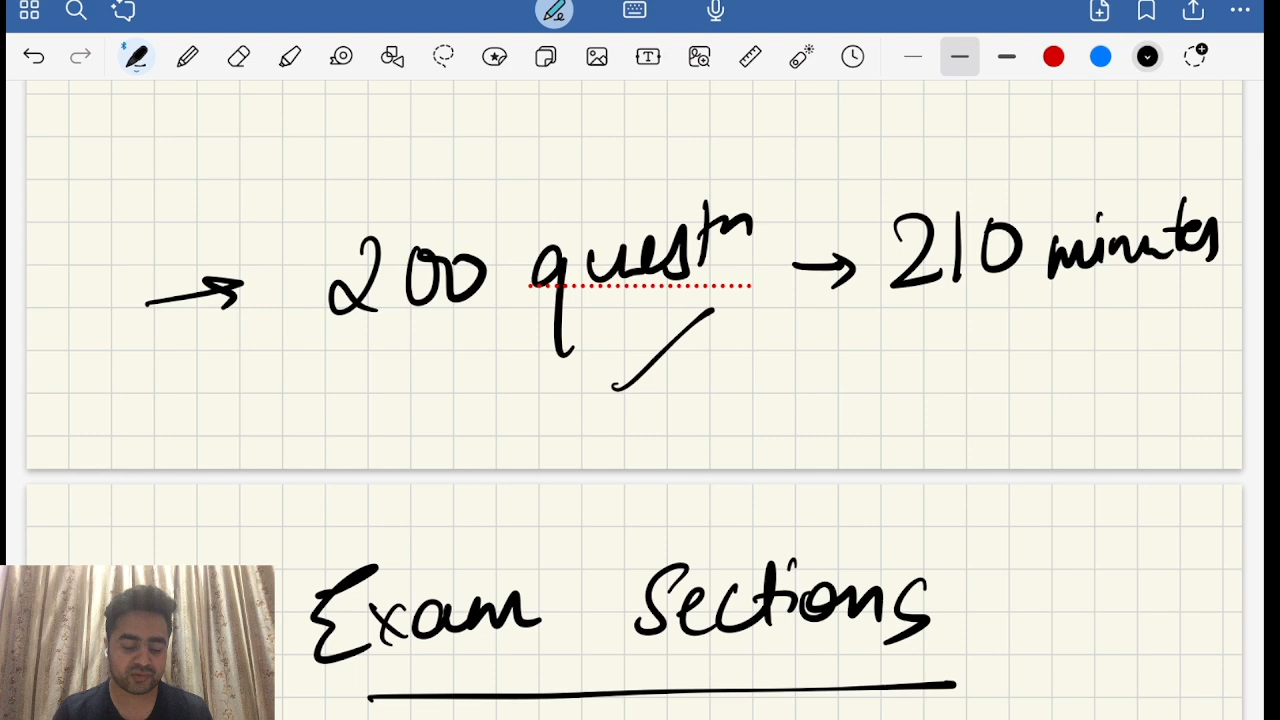 → 200 questn → 210 minutes
Exam Sections